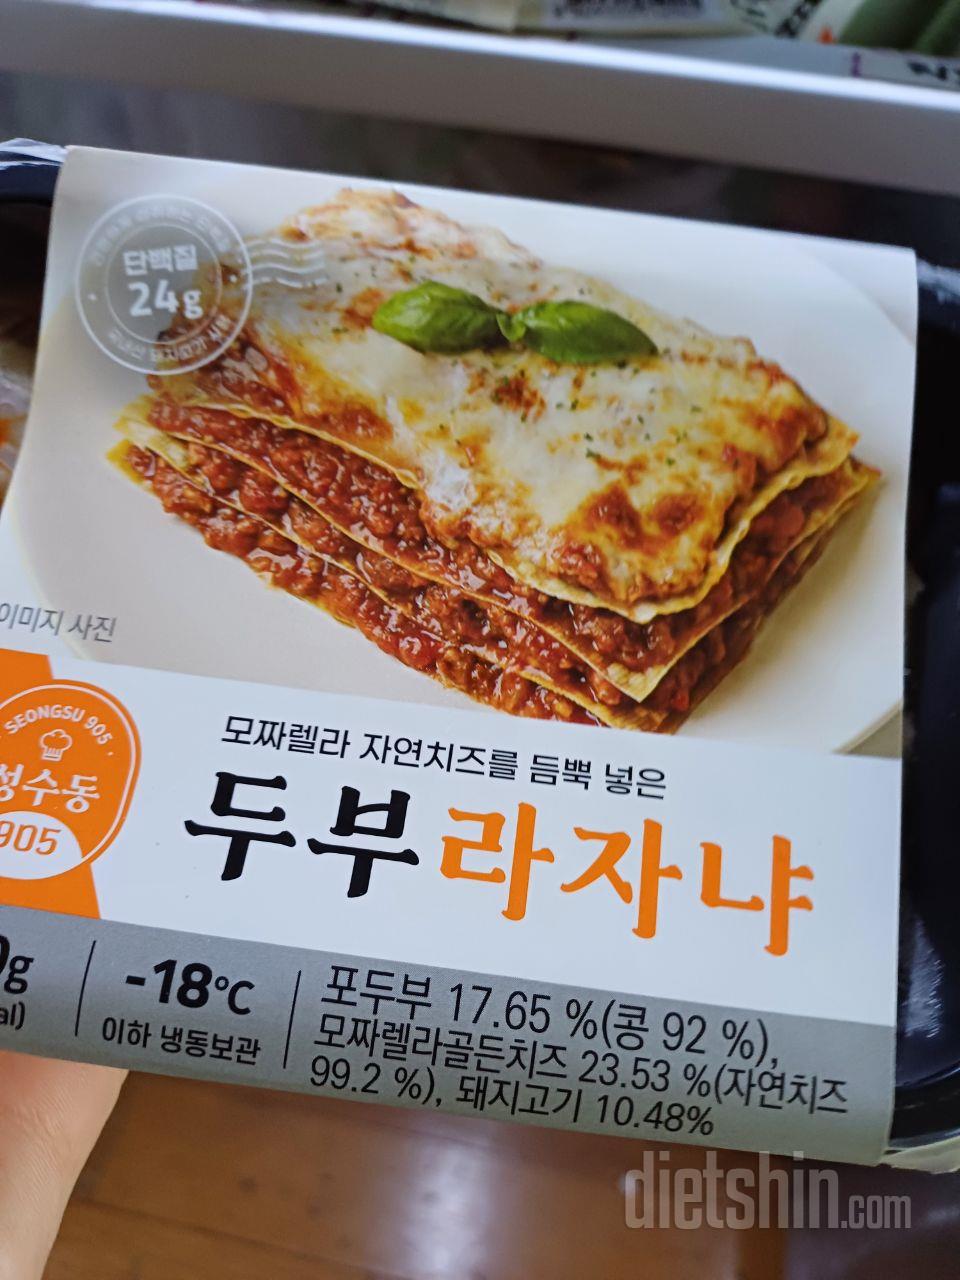 단백질
24g
이미지 사진
SEONGSU 905
성수동
905
모짜렐라 자연치즈를 듬뿍 넣은
두부라자냐
0g
-18℃
이하 냉동보관
포두부 17.65 %(콩 92 %),
모짜렐라골든치즈 23.53 %(자연치즈
99.2 %), 돼지고기 10.48%
dietshin.com